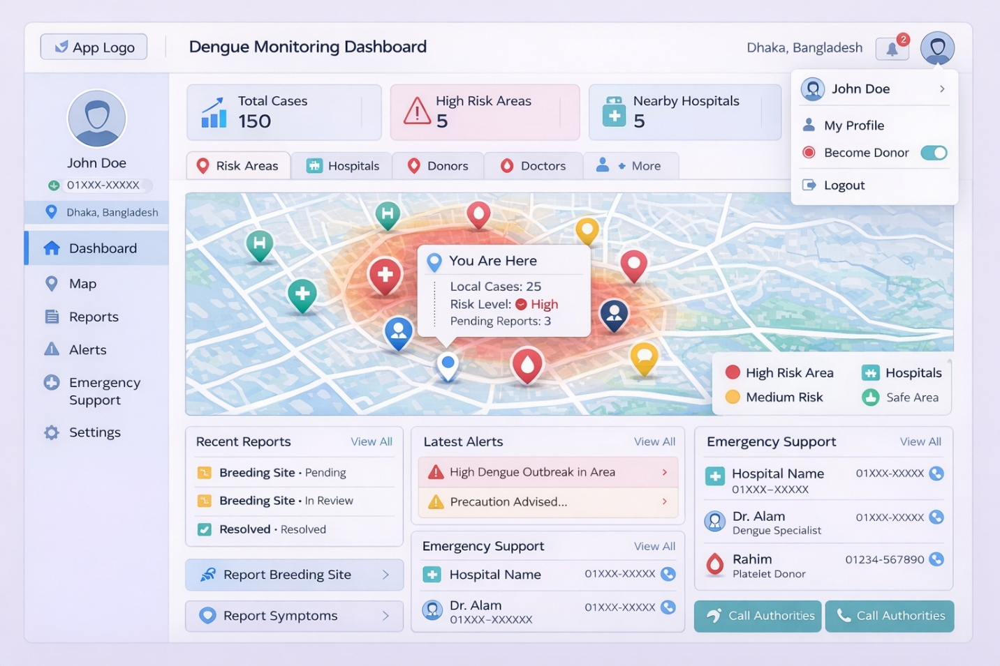 App Logo
Dengue Monitoring Dashboard
Dhaka, Bangladesh
2
John Doe
My Profile
Become Donor
Logout
John Doe
01XXX-XXXXX
Dhaka, Bangladesh
Dashboard
Map
Reports
Alerts
Emergency
Support
Settings
Total Cases
150
High Risk Areas
5
Nearby Hospitals
5
Risk Areas
Hospitals
Donors
Doctors
More
H
H
You Are Here
Local Cases: 25
Risk Level: High
Pending Reports: 3
High Risk Area
Hospitals
Medium Risk
Safe Area
Recent Reports
View All
Breeding Site • Pending
Breeding Site • In Review
Resolved • Resolved
Report Breeding Site
Report Symptoms
Latest Alerts
View All
High Dengue Outbreak in Area
Precaution Advised...
Emergency Support
View All
Hospital Name
01XXX-XXXXX
Dr. Alam
01XXX-XXXXX
01XXX–XXXXXX
Emergency Support
View All
Hospital Name
01XXX-XXXXX
01XXX–XXXXX
Dr. Alam
01XXX-XXXXX
Dengue Specialist
Rahim
01234-567890
Platelet Donor
Call Authorities
Call Authorities